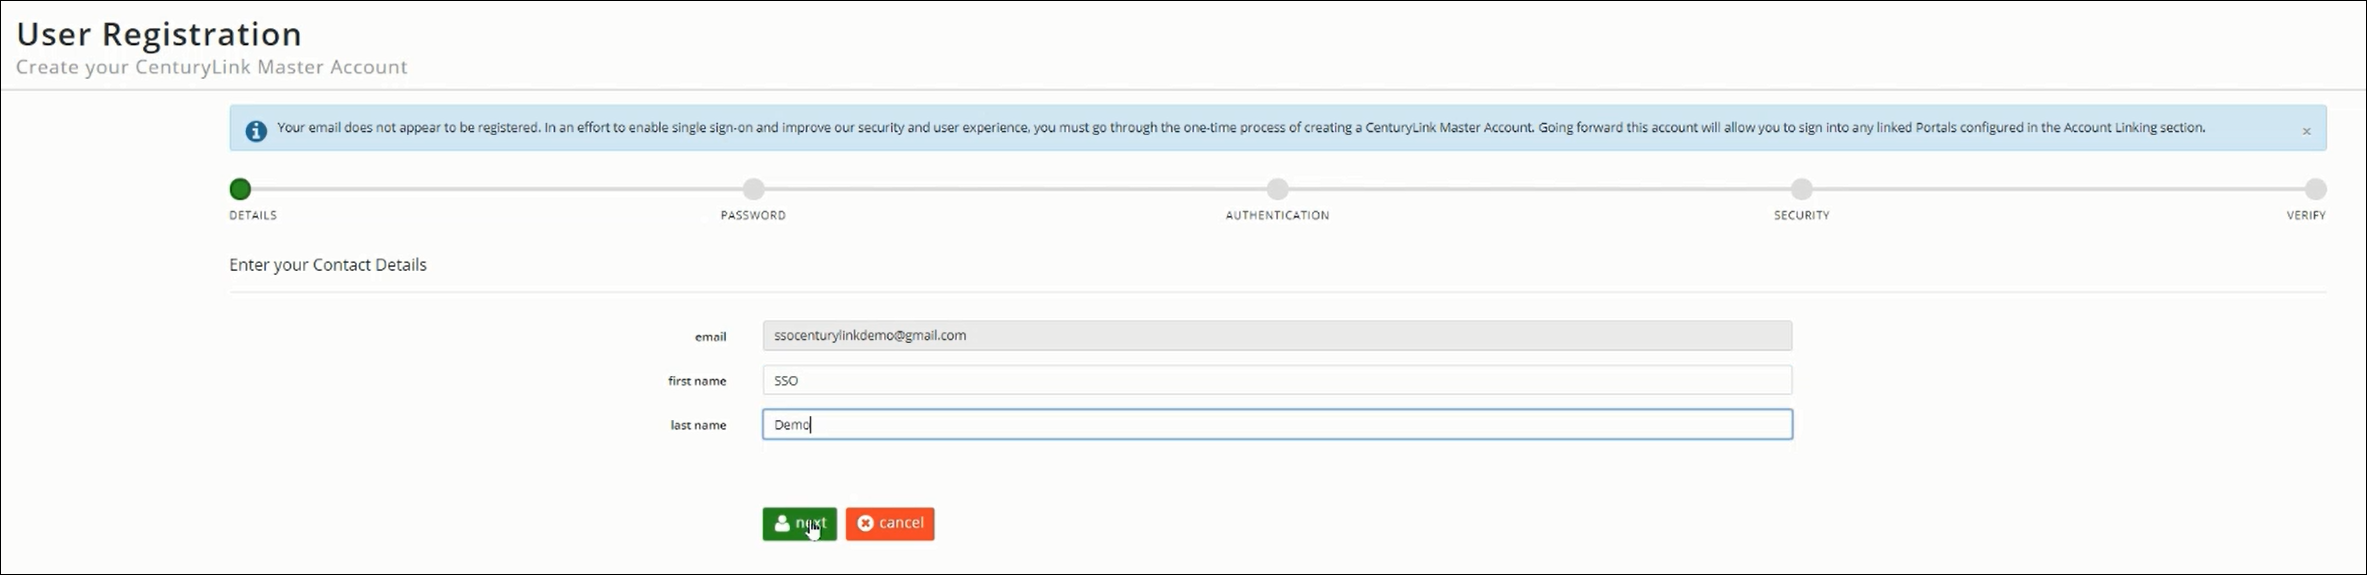 User Registration
Create your CenturyLink Master Account
Your email does not appear to be registered. In an effort to enable single sign-on and improve our security and user experience, you must go through the one-time process of creating a CenturyLink Master Account. Going forward this account will allow you to sign into any linked Portals configured in the Account Linking section.
DETAILS PASSWORD AUTHENTICATION SECURITY VERIFY
Enter your Contact Details
email ssocenturylinkdemo@gmail.com
first name SSO
last name Demo
next cancel